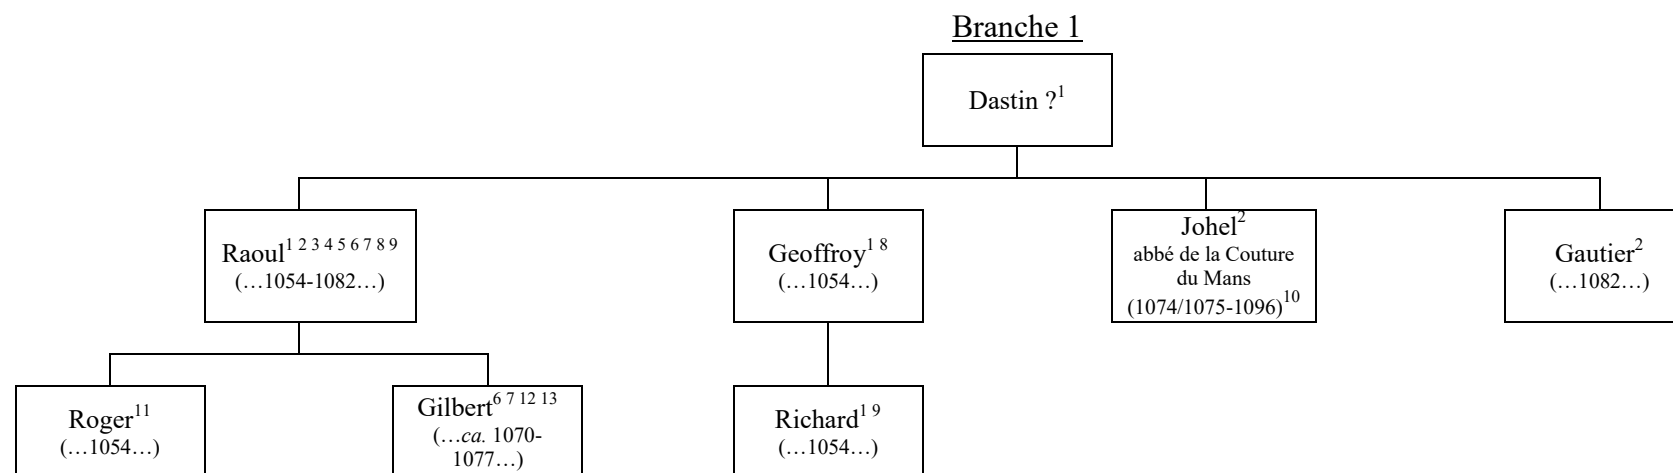 Branche 1
Dastin ?1
Raoul1 2 3 4 5 6 7 8 9
(…1054-1082…)
Geoffroy1 8
(…1054…)
Johel2
abbé de la Couture
du Mans
(1074/1075-1096)10
Gautier2
(…1082…)
Roger11
(…1054…)
Gilbert6 7 12 13
(…ca. 1070-
1077…)
Richard1 9
(…1054…)